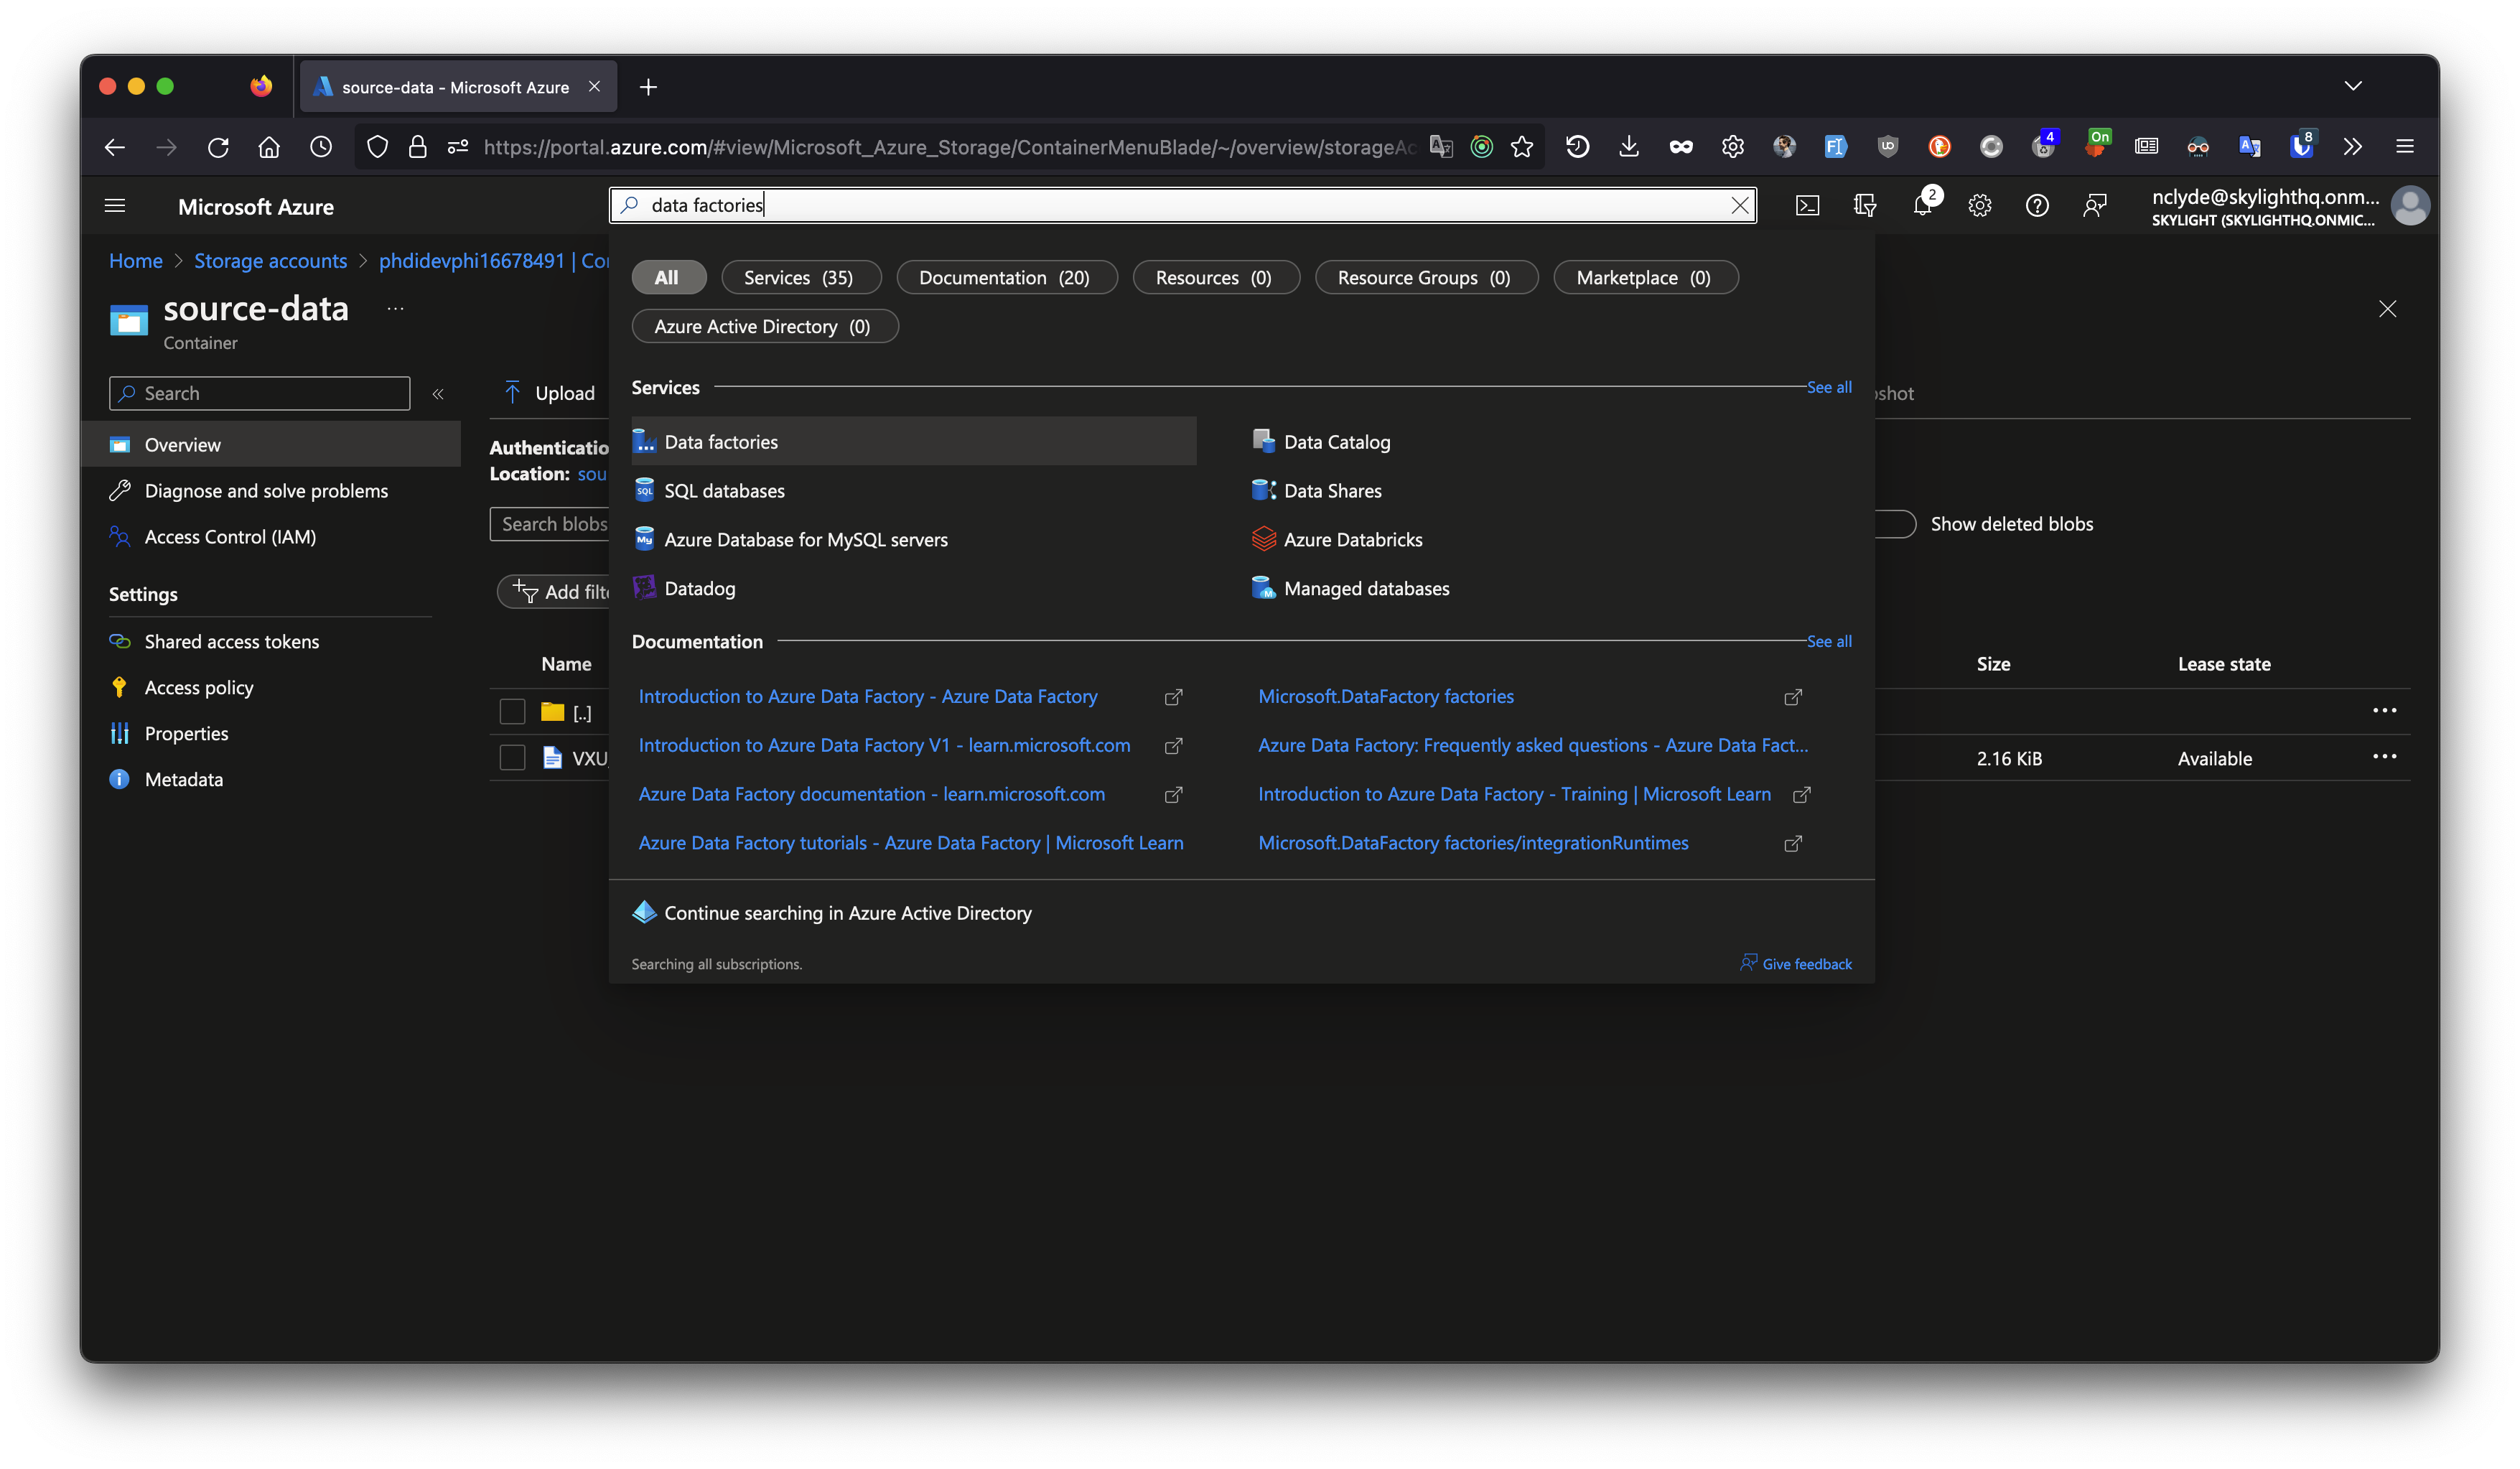 source-data - Microsoft Azure
https://portal.azure.com/#view/Microsoft_Azure_Storage/ContainerMenuBlade/~/overview/storageAc
4
On
8
Microsoft Azure
data factories
2
nclyde@skylighthq.onm...
SKYLIGHT (SKYLIGHTHQ.ONMIC...
Home > Storage accounts > phdidevphi16678491 | Con
source-data ...
Container
Search
Overview
Diagnose and solve problems
Access Control (IAM)
Settings
Shared access tokens
Access policy
Properties
Metadata
Upload
Authentication
Location: sou
Search blobs
Add filte
Name
[..]
VXU_
All
Services (35)
Documentation (20)
Resources (0)
Resource Groups (0)
Marketplace (0)
Azure Active Directory (0)
Services
See all
Data factories
Data Catalog
SQL databases
Data Shares
Azure Database for MySQL servers
Azure Databricks
Datadog
Managed databases
Documentation
See all
Introduction to Azure Data Factory - Azure Data Factory
Microsoft.DataFactory factories
Introduction to Azure Data Factory V1 - learn.microsoft.com
Azure Data Factory: Frequently asked questions - Azure Data Fact...
Azure Data Factory documentation - learn.microsoft.com
Introduction to Azure Data Factory - Training | Microsoft Learn
Azure Data Factory tutorials - Azure Data Factory | Microsoft Learn
Microsoft.DataFactory factories/integrationRuntimes
Continue searching in Azure Active Directory
Searching all subscriptions.
Give feedback
pshot
Show deleted blobs
Size
Lease state
2.16 KiB
Available